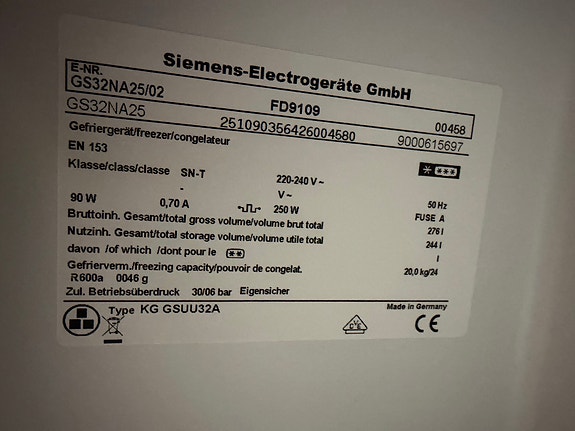 Siemens-Electrogeräte GmbH
E-NR.
GS32NA25/02 FD9109 00458
GS32NA25 251090356426004580 9000615697
Gefriergerät/freezer/congelateur
EN 153 * ***
Klasse/class/classe SN-T 220-240 V ~ 50 Hz
- V ~ FUSE A
90 W 0,70 A 250 W
Bruttoinh. Gesamt/total gross volume/volume brut total 276 l
Nutzinh. Gesamt/total storage volume/volume utile total 244 l
davon /of which /dont pour le ** l
Gefrierverm./freezing capacity/pouvoir de congelat. 20,0 kg/24
R600a 0046 g
Zul. Betriebsüberdruck 30/06 bar Eigensicher
Type KG GSUU32A Made in Germany
VDE CE